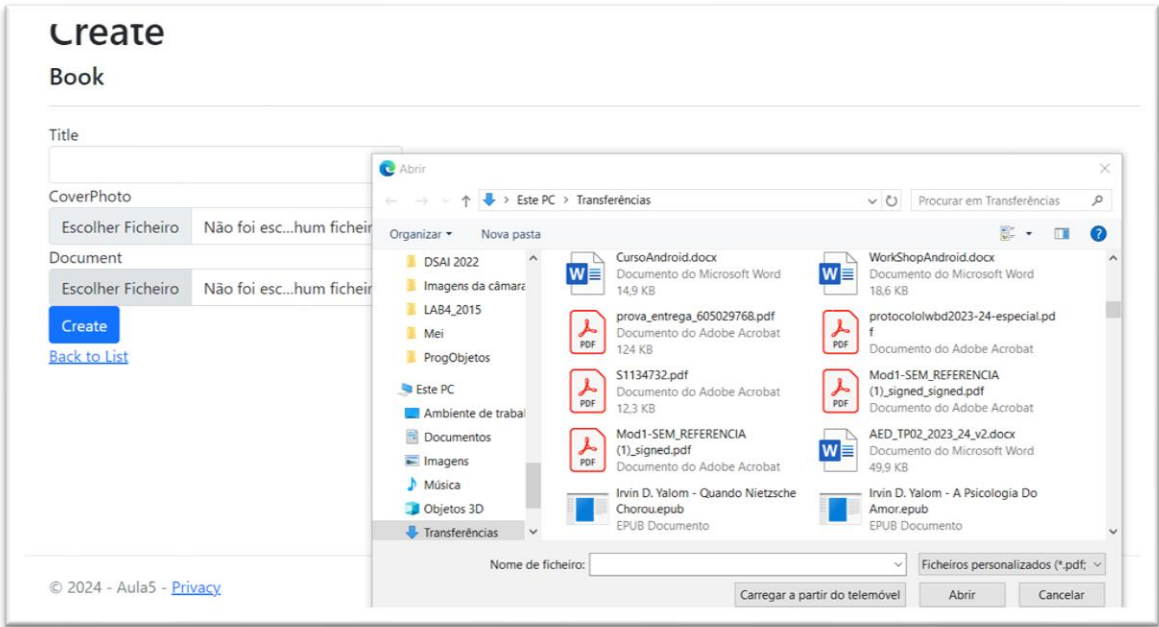 Create
Book
Title
CoverPhoto
Escolher Ficheiro Não foi esc...hum ficheir
Document
Escolher Ficheiro Não foi esc...hum ficheir
Create
Back to List
© 2024 - Aula5 - Privacy
Abrir
Este PC > Transferências
Procurar em Transferências
Organizar
Nova pasta
DSAI 2022
Imagens da câmara
LAB4_2015
Mei
ProgObjetos
Este PC
Ambiente de trabal
Documentos
Imagens
Música
Objetos 3D
Transferências
CursoAndroid.docx
Documento do Microsoft Word
14,9 KB
WorkShopAndroid.docx
Documento do Microsoft Word
18,6 KB
prova_entrega_605029768.pdf
Documento do Adobe Acrobat
124 KB
protocololwbd2023-24-especial.pd
f
Documento do Adobe Acrobat
S1134732.pdf
Documento do Adobe Acrobat
12,3 KB
Mod1-SEM_REFERENCIA
(1)_signed_signed.pdf
Documento do Adobe Acrobat
Mod1-SEM_REFERENCIA
(1)_signed.pdf
Documento do Adobe Acrobat
AED_TP02_2023_24_v2.docx
Documento do Microsoft Word
49,9 KB
Irvin D. Yalom - Quando Nietzsche
Chorou.epub
EPUB Documento
Irvin D. Yalom - A Psicologia Do
Amor.epub
EPUB Documento
PDF
PDF
PDF
PDF
PDF
Nome de ficheiro:
Ficheiros personalizados (*.pdf;
Carregar a partir do telemóvel
Abrir
Cancelar